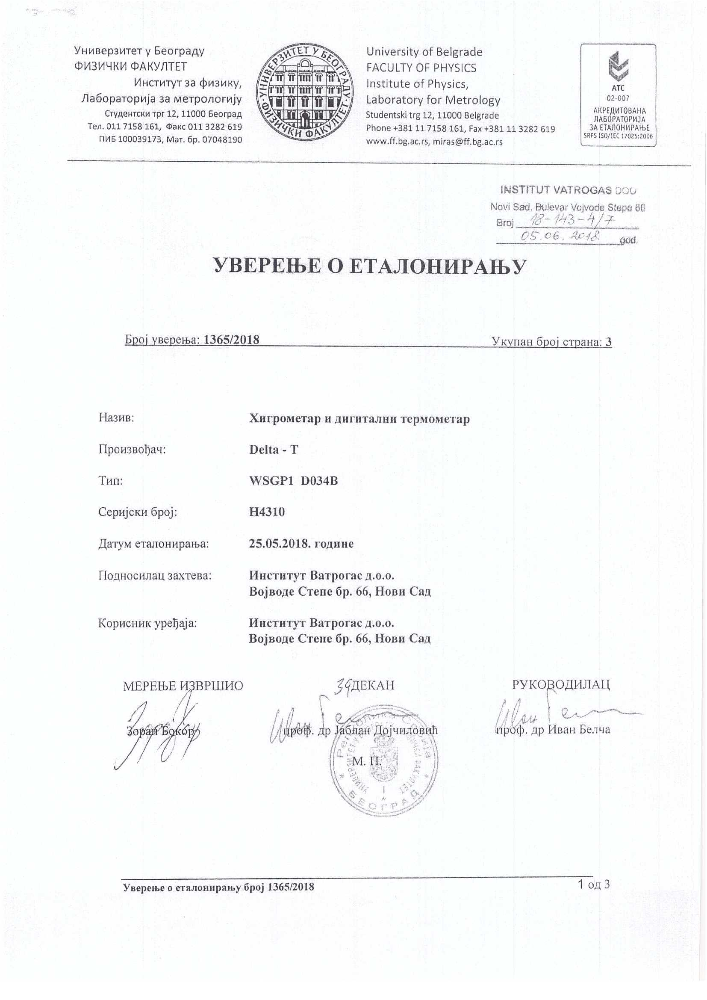 Универзитет у Београду
ФИЗИЧКИ ФАКУЛТЕТ
Институт за физику,
Лабораторија за метрологију
Студентски трг 12, 11000 Београд
Тел. 011 7158 161, Факс 011 3282 619
ПИБ 100039173, Мат. бр. 07048190
УНИВЕРЗИТЕТ У БЕОГРАДУ · ФИЗИЧКИ ФАКУЛТЕТ ·
University of Belgrade
FACULTY OF PHYSICS
Institute of Physics,
Laboratory for Metrology
Studentski trg 12, 11000 Belgrade
Phone +381 11 7158 161, Fax +381 11 3282 619
www.ff.bg.ac.rs, miras@ff.bg.ac.rs
АТС
02-007
АКРЕДИТОВАНА
ЛАБОРАТОРИЈА
ЗА ЕТАЛОНИРАЊЕ
SRPS ISO/IEC 17025:2006
INSTITUT VATROGAS DOO
Novi Sad, Bulevar Vojvode Stepe 66
Broj 18-143-4/7
05.06.2018 god.
УВЕРЕЊЕ О ЕТАЛОНИРАЊУ
Број уверења: 1365/2018 Укупан број страна: 3
Назив: Хигрометар и дигитални термометар
Произвођач: Delta - T
Тип: WSGP1 D034B
Серијски број: H4310
Датум еталонирања: 25.05.2018. године
Подносилац захтева: Институт Ватрогас д.о.о.
Војводе Степе бр. 66, Нови Сад
Корисник уређаја: Институт Ватрогас д.о.о.
Војводе Степе бр. 66, Нови Сад
МЕРЕЊЕ ИЗВРШИО за ДЕКАН РУКОВОДИЛАЦ
Зоран Бокор проф. др Јаблан Дојчиловић проф. др Иван Белча
М. П.
Република Србија
УНИВЕРЗИТЕТ У БЕОГРАДУ ФИЗИЧКИ ФАКУЛТЕТ
I
БЕОГРАД
Уверење о еталонирању број 1365/2018 1 од 3